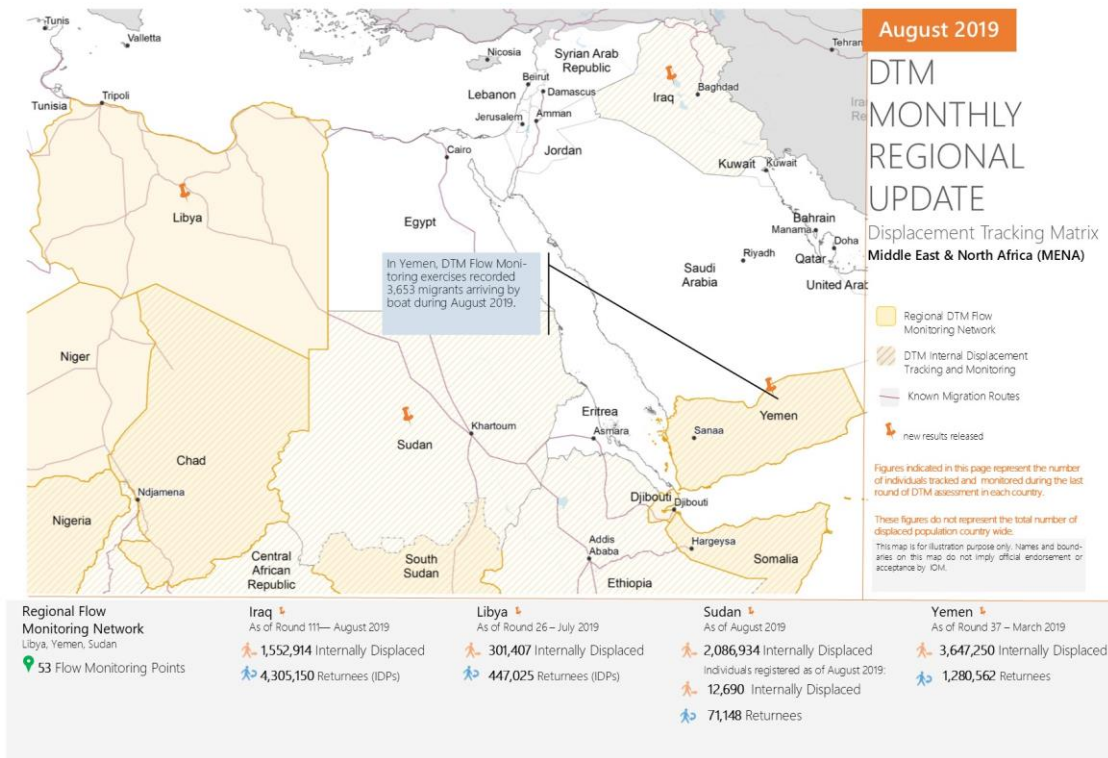 August 2019
DTM
MONTHLY
REGIONAL
UPDATE
Displacement Tracking Matrix
Middle East & North Africa (MENA)
Regional DTM Flow
Monitoring Network
DTM Internal Displacement
Tracking and Monitoring
Known Migration Routes
new results released
Figures indicated in this page represent the number
of individuals tracked and monitored during the last
round of DTM assessment in each country.
These figures do not represent the total number of
displaced population country wide.
This map is for illustration purpose only. Names and bound-
aries on this map do not imply official endorsement or
acceptance by IOM.
Tunis
Valletta
Nicosia
Syrian Arab
Republic
Tehran
Beirut
Lebanon
Damascus
Iraq
Baghdad
Tunisia
Tripoli
Jerusalem
Amman
Jordan
Cairo
Kuwait
Kuwait
Libya
Egypt
Bahrain
Manama
Doha
Qatar
Riyadh
Saudi
Arabia
United Arab
In Yemen, DTM Flow Moni-
toring exercises recorded
3,653 migrants arriving by
boat during August 2019.
Niger
Chad
Sudan
Khartoum
Eritrea
Asmara
Yemen
Sanaa
Ndjamena
Nigeria
Djibouti
Djibouti
Central
African
Republic
South
Sudan
Addis
Ababa
Hargeysa
Ethiopia
Somalia
Regional Flow
Monitoring Network
Libya, Yemen, Sudan
53 Flow Monitoring Points
Iraq
As of Round 111— August 2019
1,552,914 Internally Displaced
4,305,150 Returnees (IDPs)
Libya
As of Round 26 – July 2019
301,407 Internally Displaced
447,025 Returnees (IDPs)
Sudan
As of August 2019
2,086,934 Internally Displaced
Individuals registered as of August 2019:
12,690 Internally Displaced
71,148 Returnees
Yemen
As of Round 37 – March 2019
3,647,250 Internally Displaced
1,280,562 Returnees